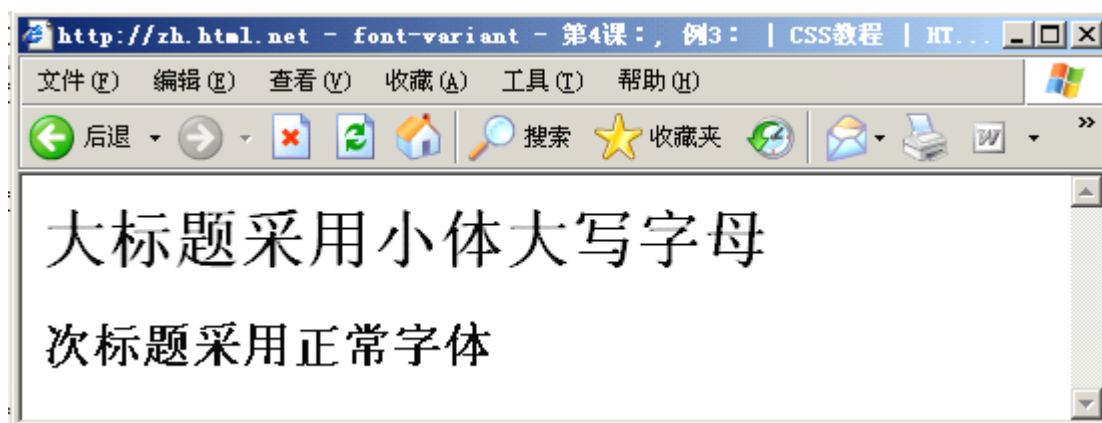 http://zh.html.net - font-variant - 第4课：, 例3： | CSS教程 | HT...
文件(F) 编辑(E) 查看(V) 收藏(A) 工具(T) 帮助(H)
后退 搜索 收藏夹 W »
大标题采用小体大写字母
次标题采用正常字体